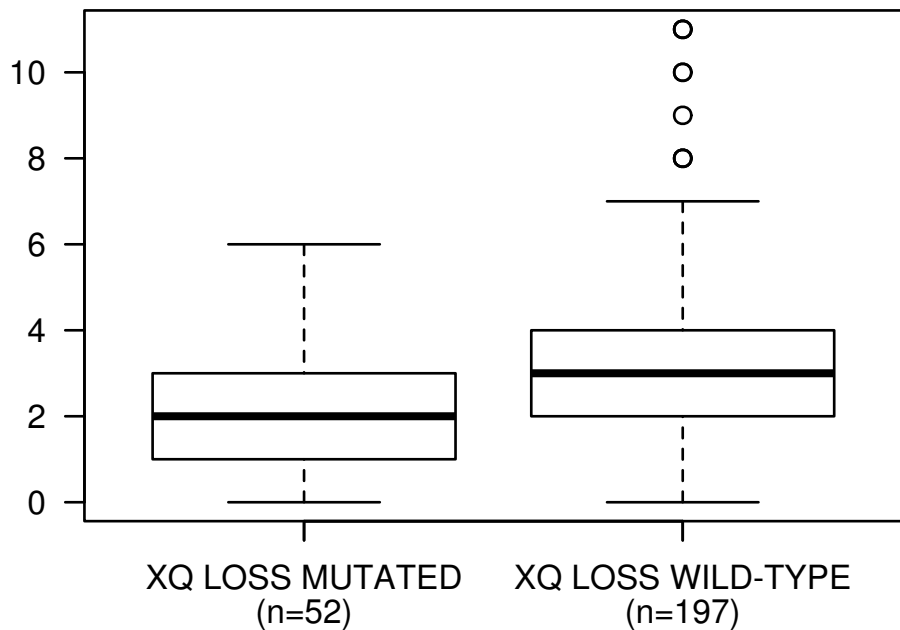 10
8
6
4
2
0
XQ LOSS MUTATED
(n=52)
XQ LOSS WILD-TYPE
(n=197)